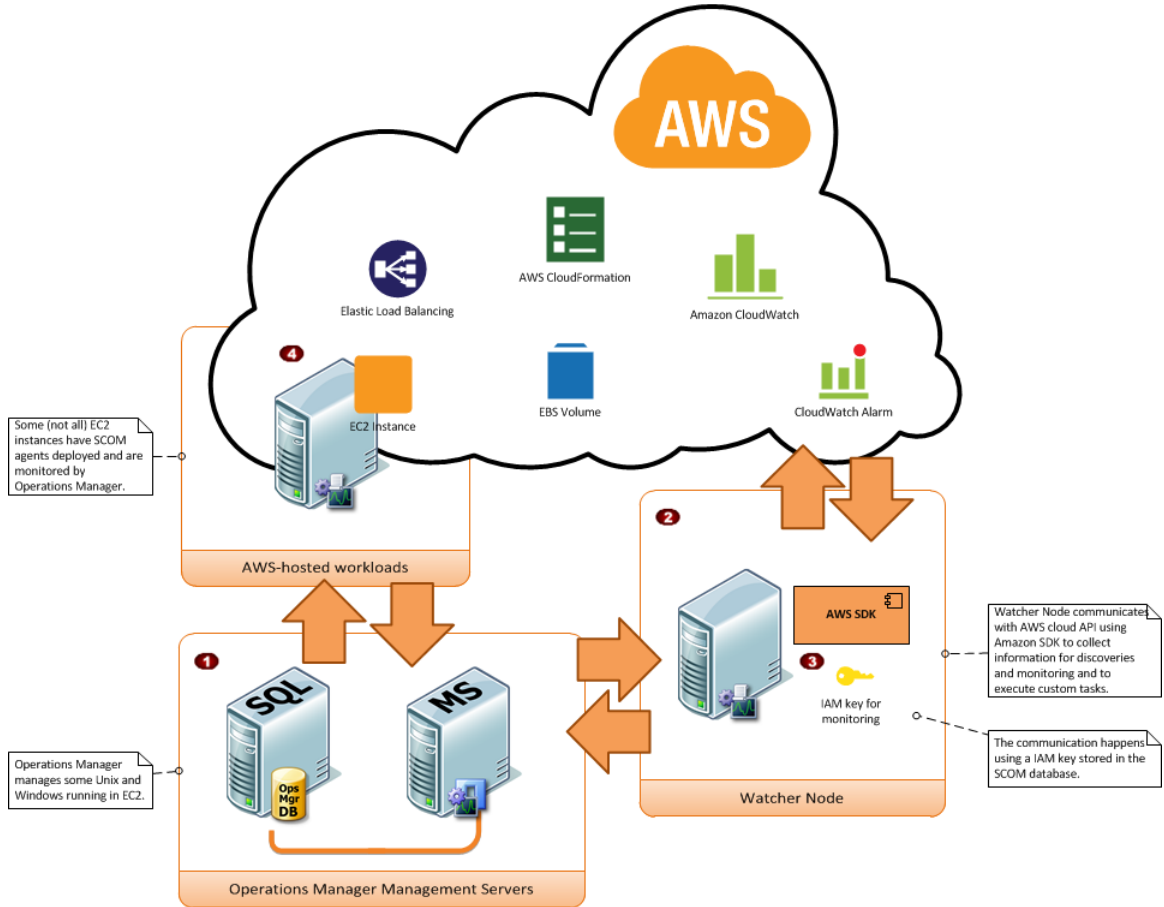 AWS
AWS CloudFormation
Elastic Load Balancing
Amazon CloudWatch
4
EC2 Instance
EBS Volume
CloudWatch Alarm
Some (not all) EC2
instances have SCOM
agents deployed and are
monitored by
Operations Manager.
AWS-hosted workloads
2
AWS SDK
3
IAM key for
monitoring
Watcher Node
Watcher Node communicates
with AWS cloud API using
Amazon SDK to collect
information for discoveries
and monitoring and to
execute custom tasks.
The communication happens
using a IAM key stored in the
SCOM database.
1
SQL
MS
Ops
Mgr
DB
Operations Manager
manages some Unix and
Windows running in EC2.
Operations Manager Management Servers